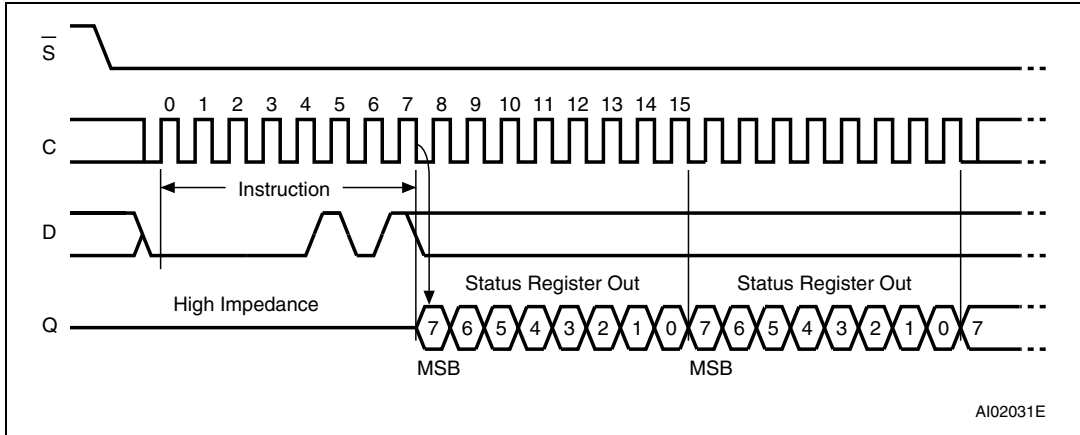 S
0 1 2 3 4 5 6 7 8 9 10 11 12 13 14 15
C
Instruction
D
Status Register Out Status Register Out
High Impedance
Q
7 6 5 4 3 2 1 0 7 6 5 4 3 2 1 0 7
MSB MSB
AI02031E